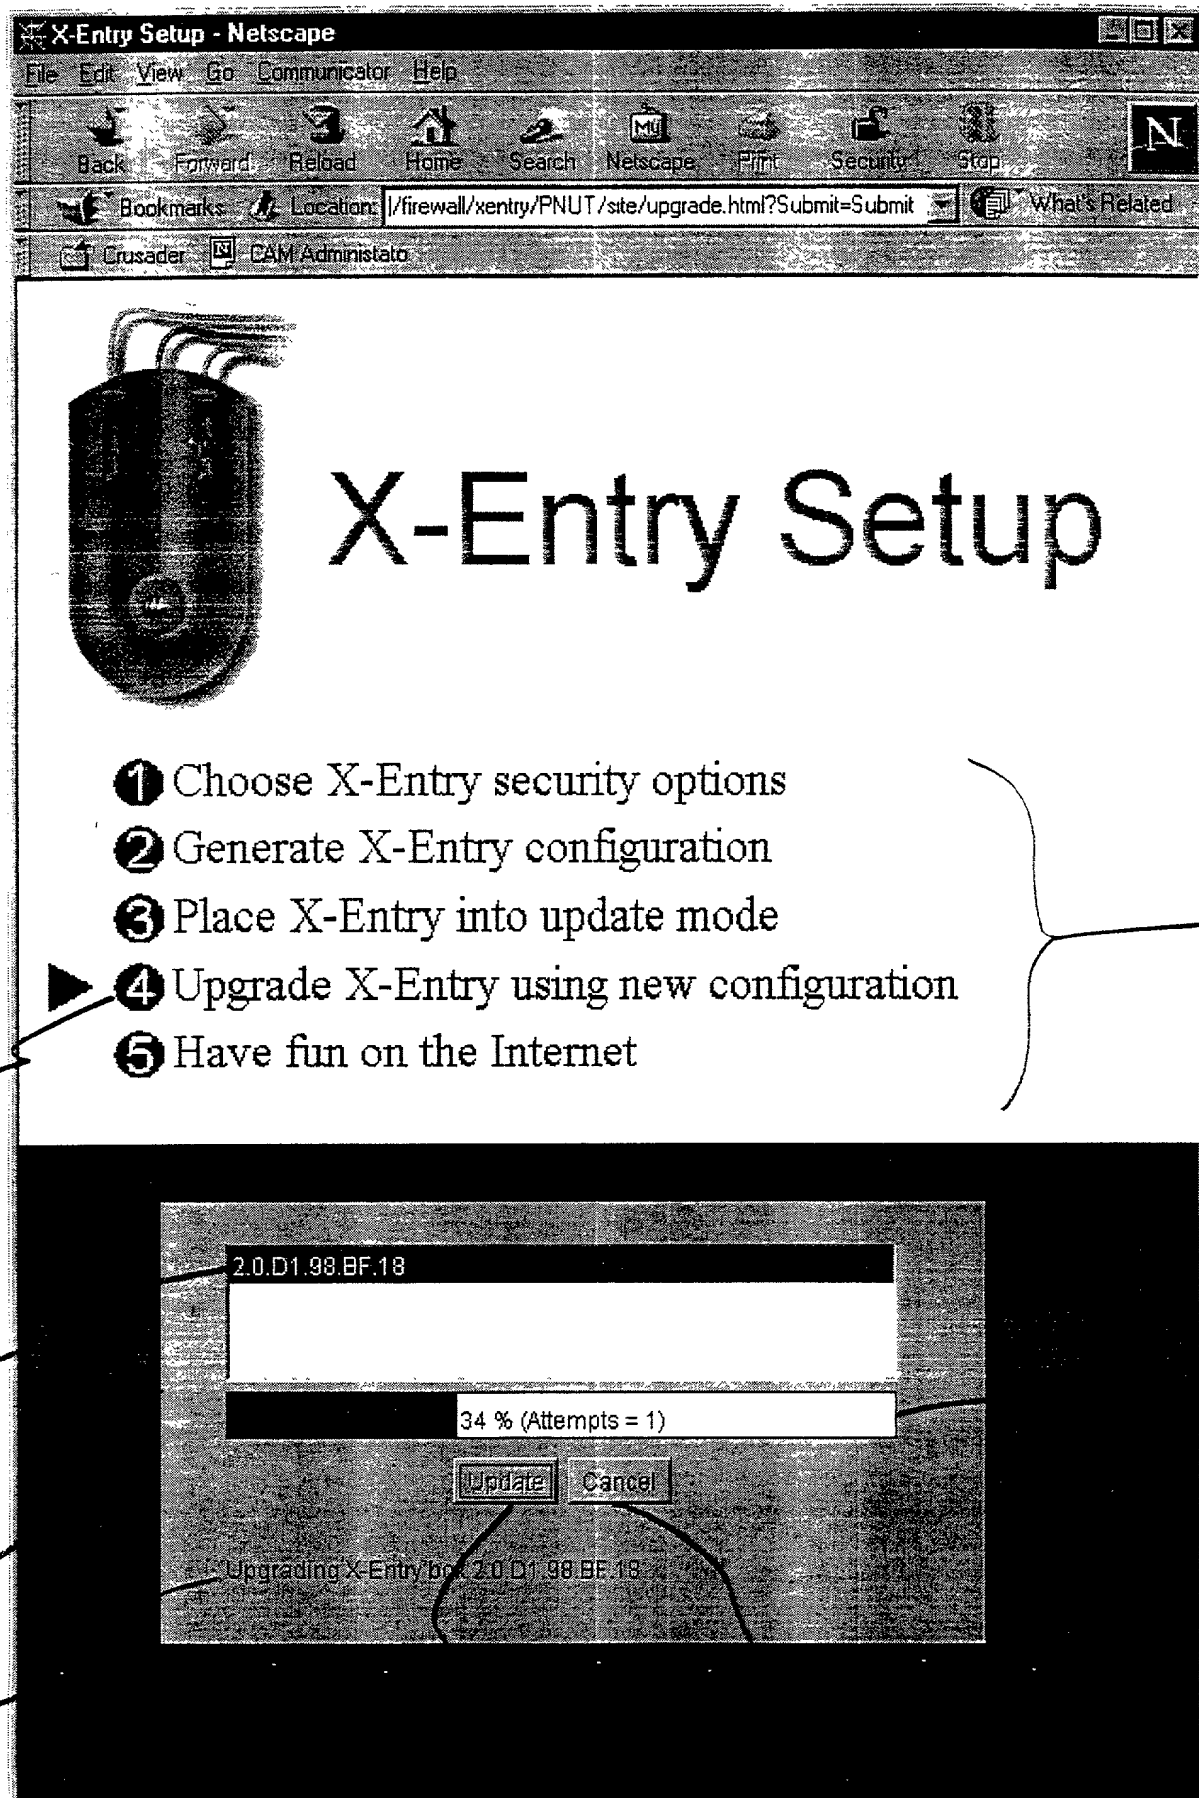 X-Entry Setup - Netscape
File Edit View Go Communicator Help
Back Forward Reload Home Search Netscape Print Security Stop
My
N
Bookmarks Location: /firewall/xentry/PNUT/site/upgrade.html?Submit=Submit What's Related
Crusader CAM Administato
X-Entry Setup
1 Choose X-Entry security options
2 Generate X-Entry configuration
3 Place X-Entry into update mode
4 Upgrade X-Entry using new configuration
5 Have fun on the Internet
2.0.D1.98.BF.18
34 % (Attempts = 1)
Update Cancel
Upgrading X-Entry box 2.0.D1.98.BF.18